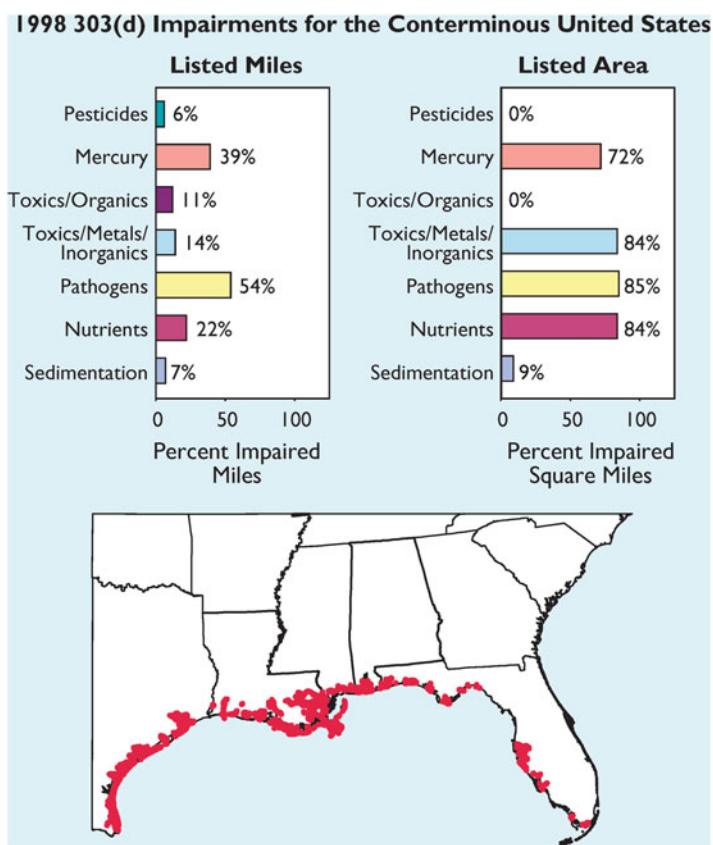 1998 303(d) Impairments for the Conterminous United States
Listed Miles
Pesticides 6%
Mercury 39%
Toxics/Organics 11%
Toxics/Metals/
Inorganics 14%
Pathogens 54%
Nutrients 22%
Sedimentation 7%
0 50 100
Percent Impaired
Miles
Listed Area
Pesticides 0%
Mercury 72%
Toxics/Organics 0%
Toxics/Metals/
Inorganics 84%
Pathogens 85%
Nutrients 84%
Sedimentation 9%
0 50 100
Percent Impaired
Square Miles